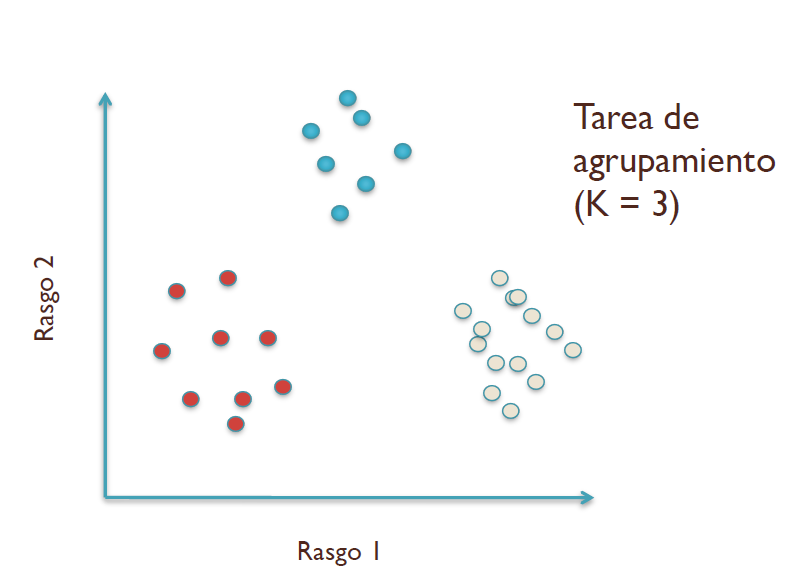 Tarea de
agrupamiento
(K = 3)
Rasgo 2
Rasgo 1